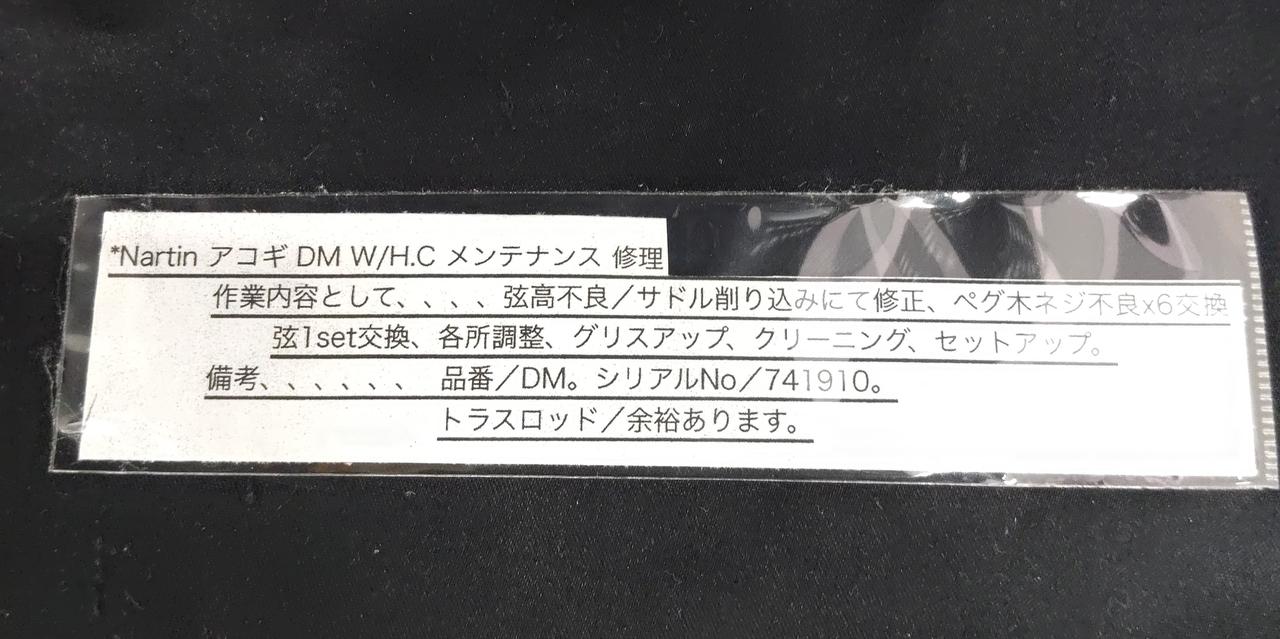 *Nartin アコギ DM W/H.C メンテナンス 修理
作業内容として、、、、、弦高不良／サドル削り込みにて修正、ペグ木ネジ不良x6交換
弦1set交換、各所調整、グリスアップ、クリーニング、セットアップ。
備考、、、、、、、 品番／DM。シリアルNo／741910。
トラスロッド／余裕あります。